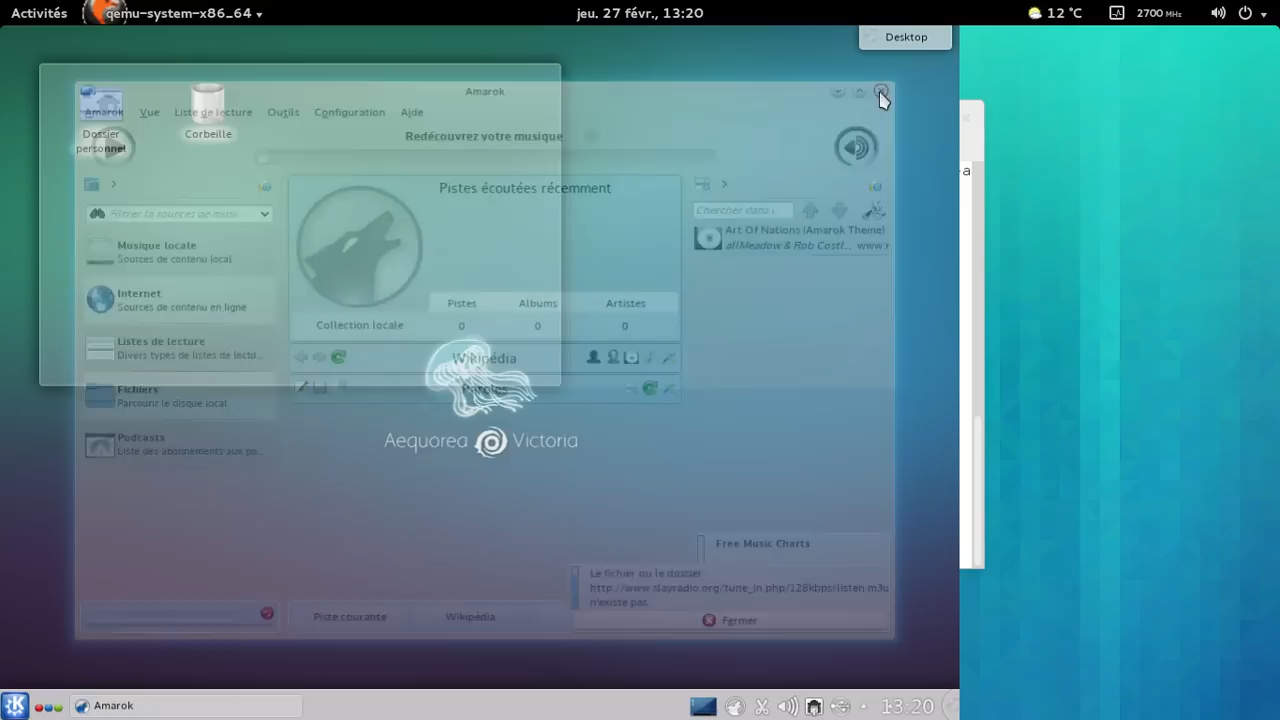 Activités
qemu-system-x86_64
jeu. 27 févr., 13:20
12 °C
2700 MHz
Desktop
Amarok
Amarok Vue Liste de lecture Outils Configuration Aide
Dossier personnel
Corbeille
Redécouvrez votre musique
Pistes écoutées récemment
Musique locale
Sources de contenu local
Internet
Sources de contenu en ligne
Listes de lecture
Divers types de listes de lectu...
Fichiers
Parcourir le disque local
Podcasts
Liste des abonnements aux po...
Pistes Albums Artistes
Collection locale 0 0 0
Wikipédia
Paroles
Chercher dans
Art Of Nations (Amarok Theme)
allMeadow & Rob Costl... www.r
Aequorea Victoria
Free Music Charts
Le fichier ou le dossier
http://www.slayradio.org/tune_in.php/128kbps/listen.m3u
n'existe pas.
Fermer
Piste courante Wikipédia
Amarok
13:20